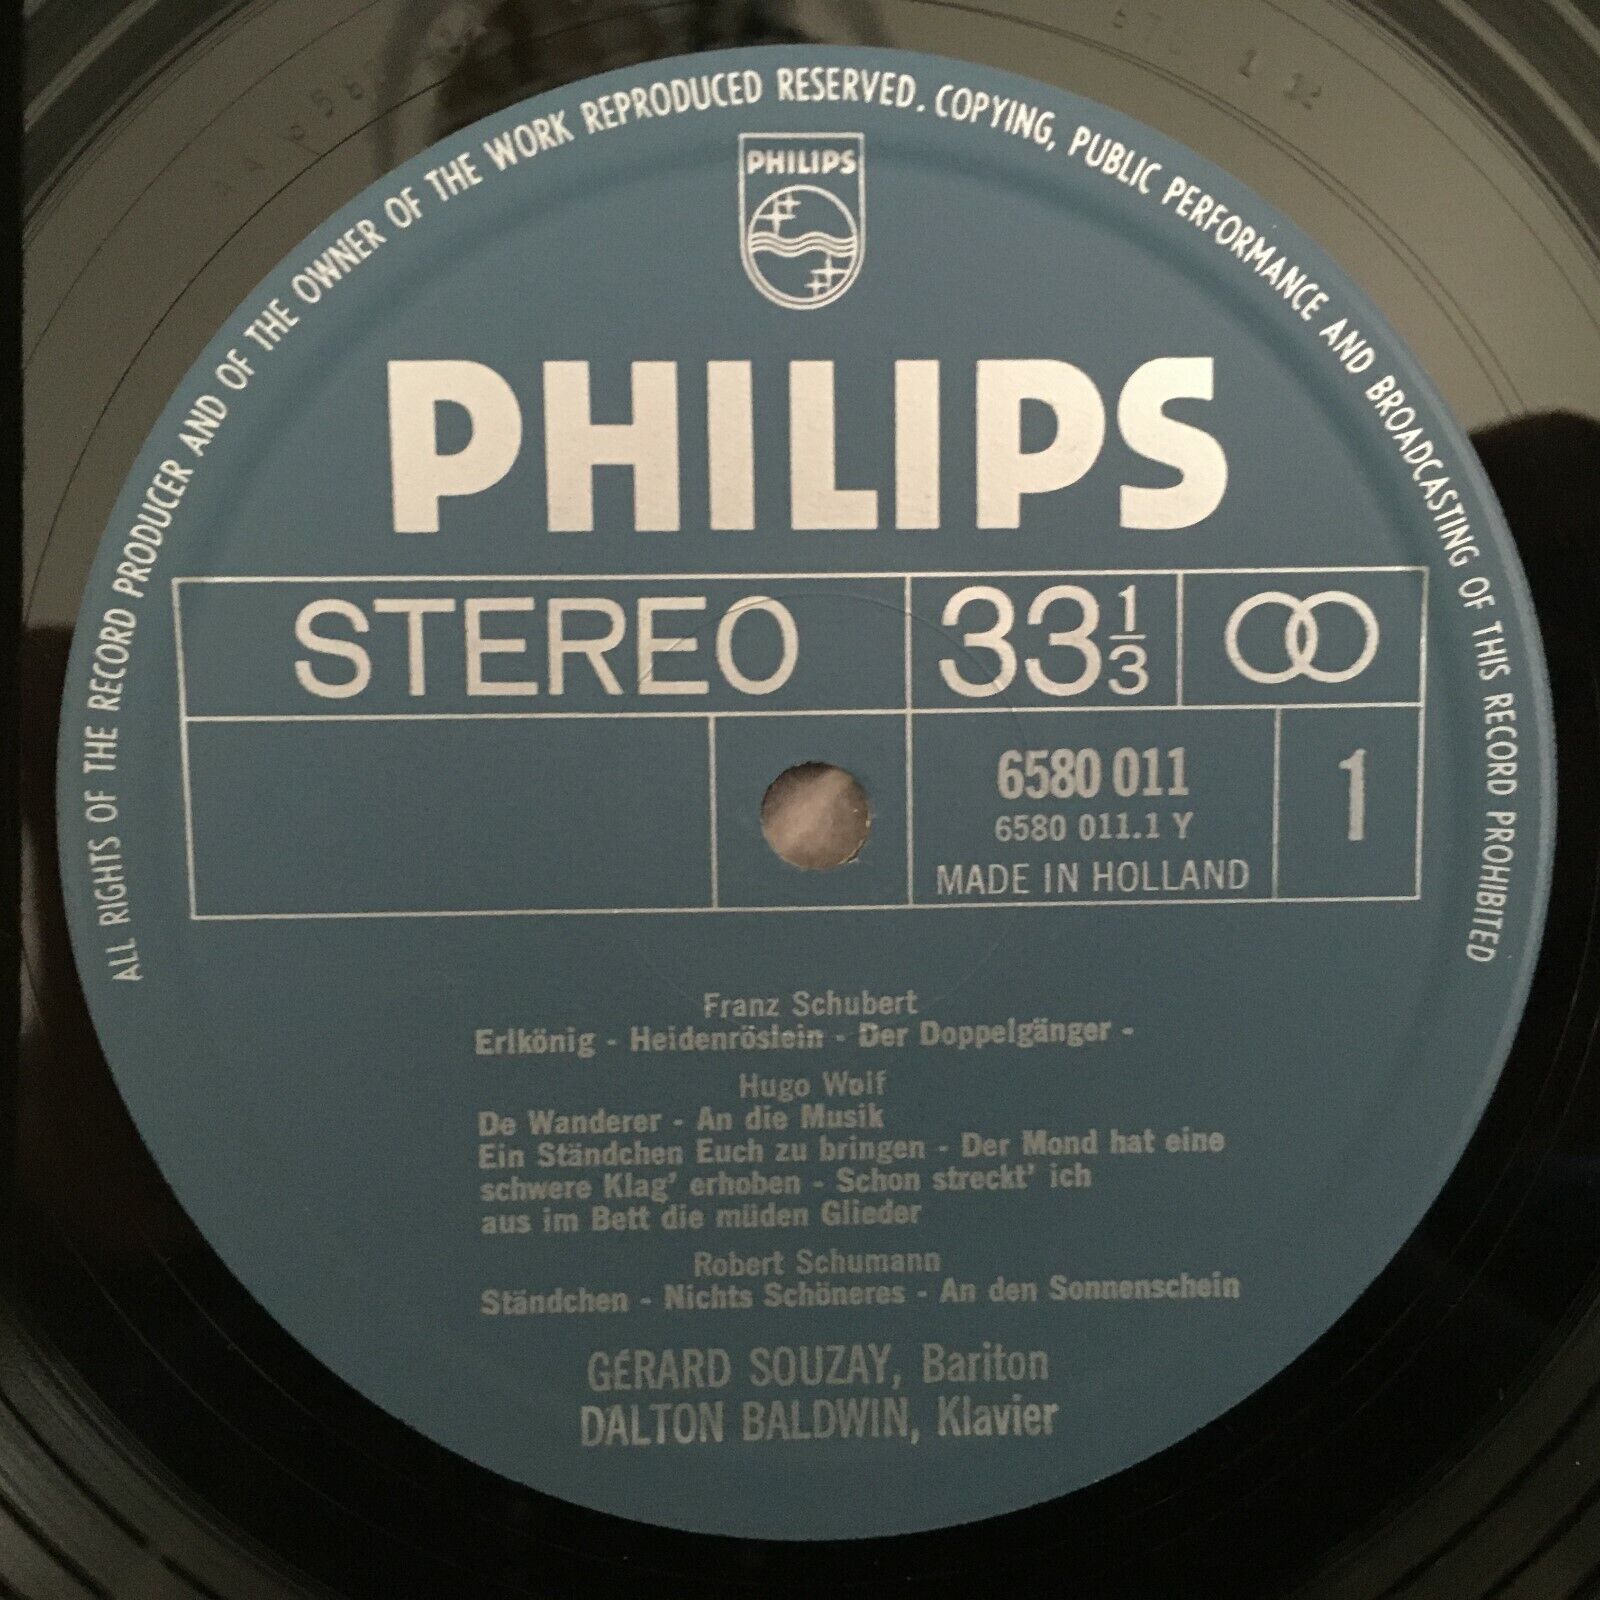 ALL RIGHTS OF THE RECORD PRODUCER AND OF THE OWNER OF THE WORK REPRODUCED RESERVED. COPYING, PUBLIC PERFORMANCE AND BROADCASTING OF THIS RECORD PROHIBITED
PHILIPS
PHILIPS
STEREO 33 1/3
6580 011 1
6580 011.1 Y
MADE IN HOLLAND
Franz Schubert
Erlkönig - Heidenröslein - Der Doppelgänger -
Hugo Wolf
De Wanderer - An die Musik
Ein Ständchen Euch zu bringen - Der Mond hat eine
schwere Klag' erhoben - Schon streckt' ich
aus im Bett die müden Glieder
Robert Schumann
Ständchen - Nichts Schöneres - An den Sonnenschein
GÉRARD SOUZAY, Bariton
DALTON BALDWIN, Klavier